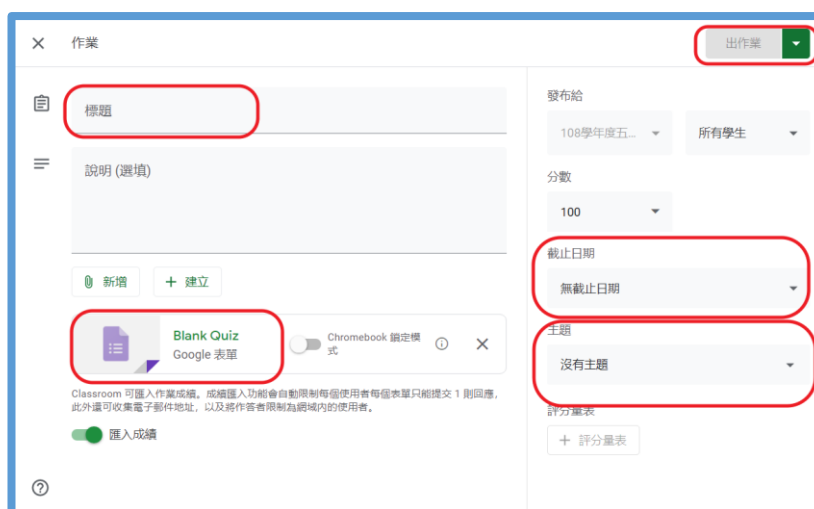 作業
出作業
標題
說明 (選填)
新增
建立
Blank Quiz
Google 表單
Chromebook 鎖定模
式
Classroom 可匯入作業成績。成績匯入功能會自動限制每個使用者每個表單只能提交 1 則回應,
此外還可收集電子郵件地址，以及將作答者限制為網域內的使用者。
匯入成績
發布給
108學年度五...
所有學生
分數
100
截止日期
無截止日期
主題
沒有主題
評分量表
+ 評分量表